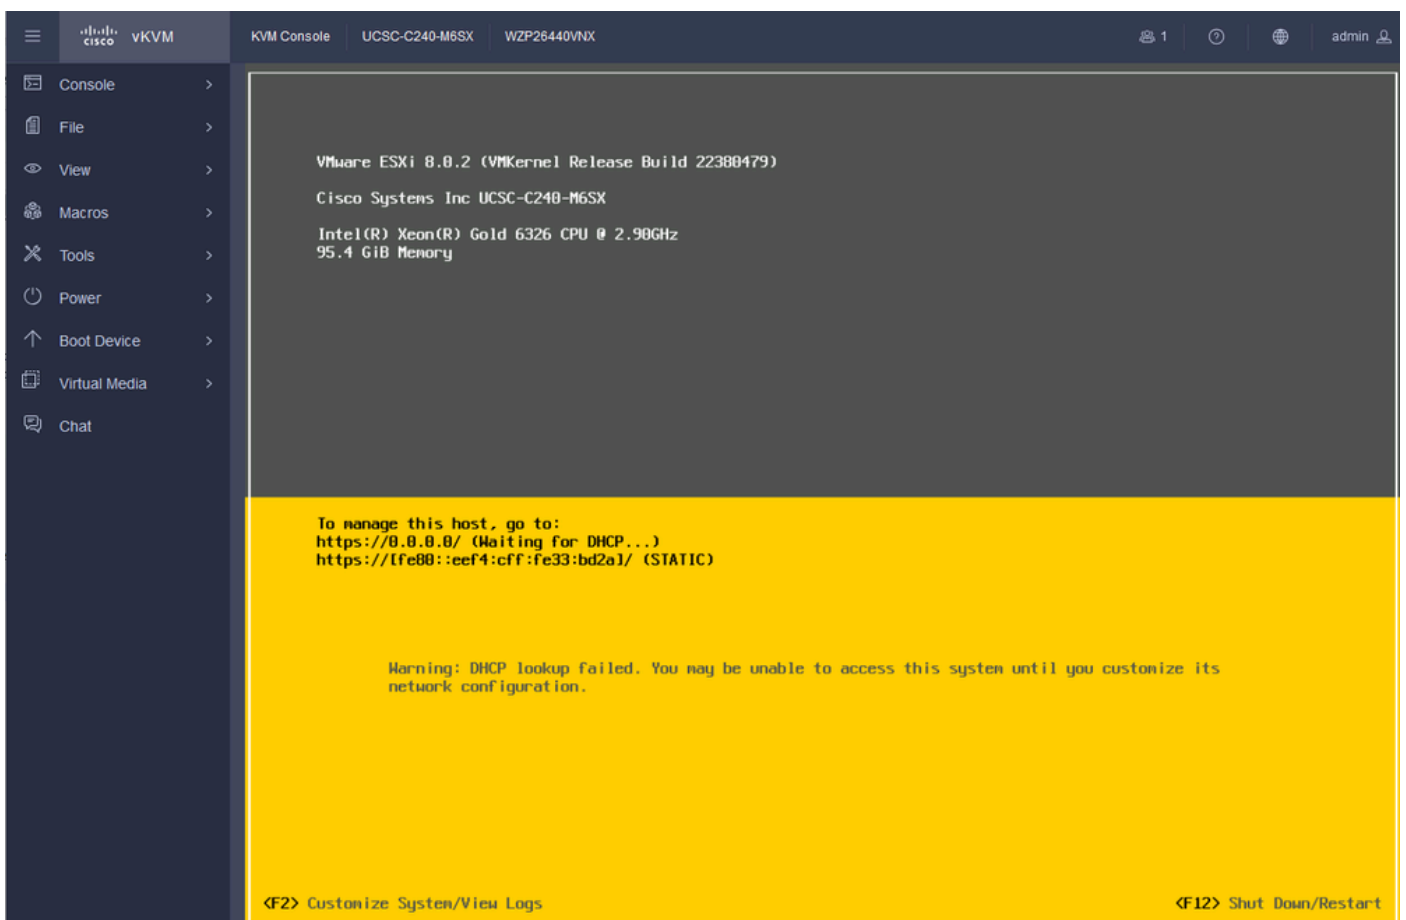 cisco vKVM KVM Console UCSC-C240-M6SX WZP26440VNX 1 admin
Console
File
View
Macros
Tools
Power
Boot Device
Virtual Media
Chat
VMware ESXi 8.0.2 (VMKernel Release Build 22380479)
Cisco Systems Inc UCSC-C240-M6SX
Intel(R) Xeon(R) Gold 6326 CPU @ 2.90GHz
95.4 GiB Memory
To manage this host, go to:
https://0.0.0.0/ (Waiting for DHCP...)
https://[fe80::eef4:cff:fe33:bd2a]/ (STATIC)
Warning: DHCP lookup failed. You may be unable to access this system until you customize its
network configuration.
<F2> Customize System/View Logs <F12> Shut Down/Restart